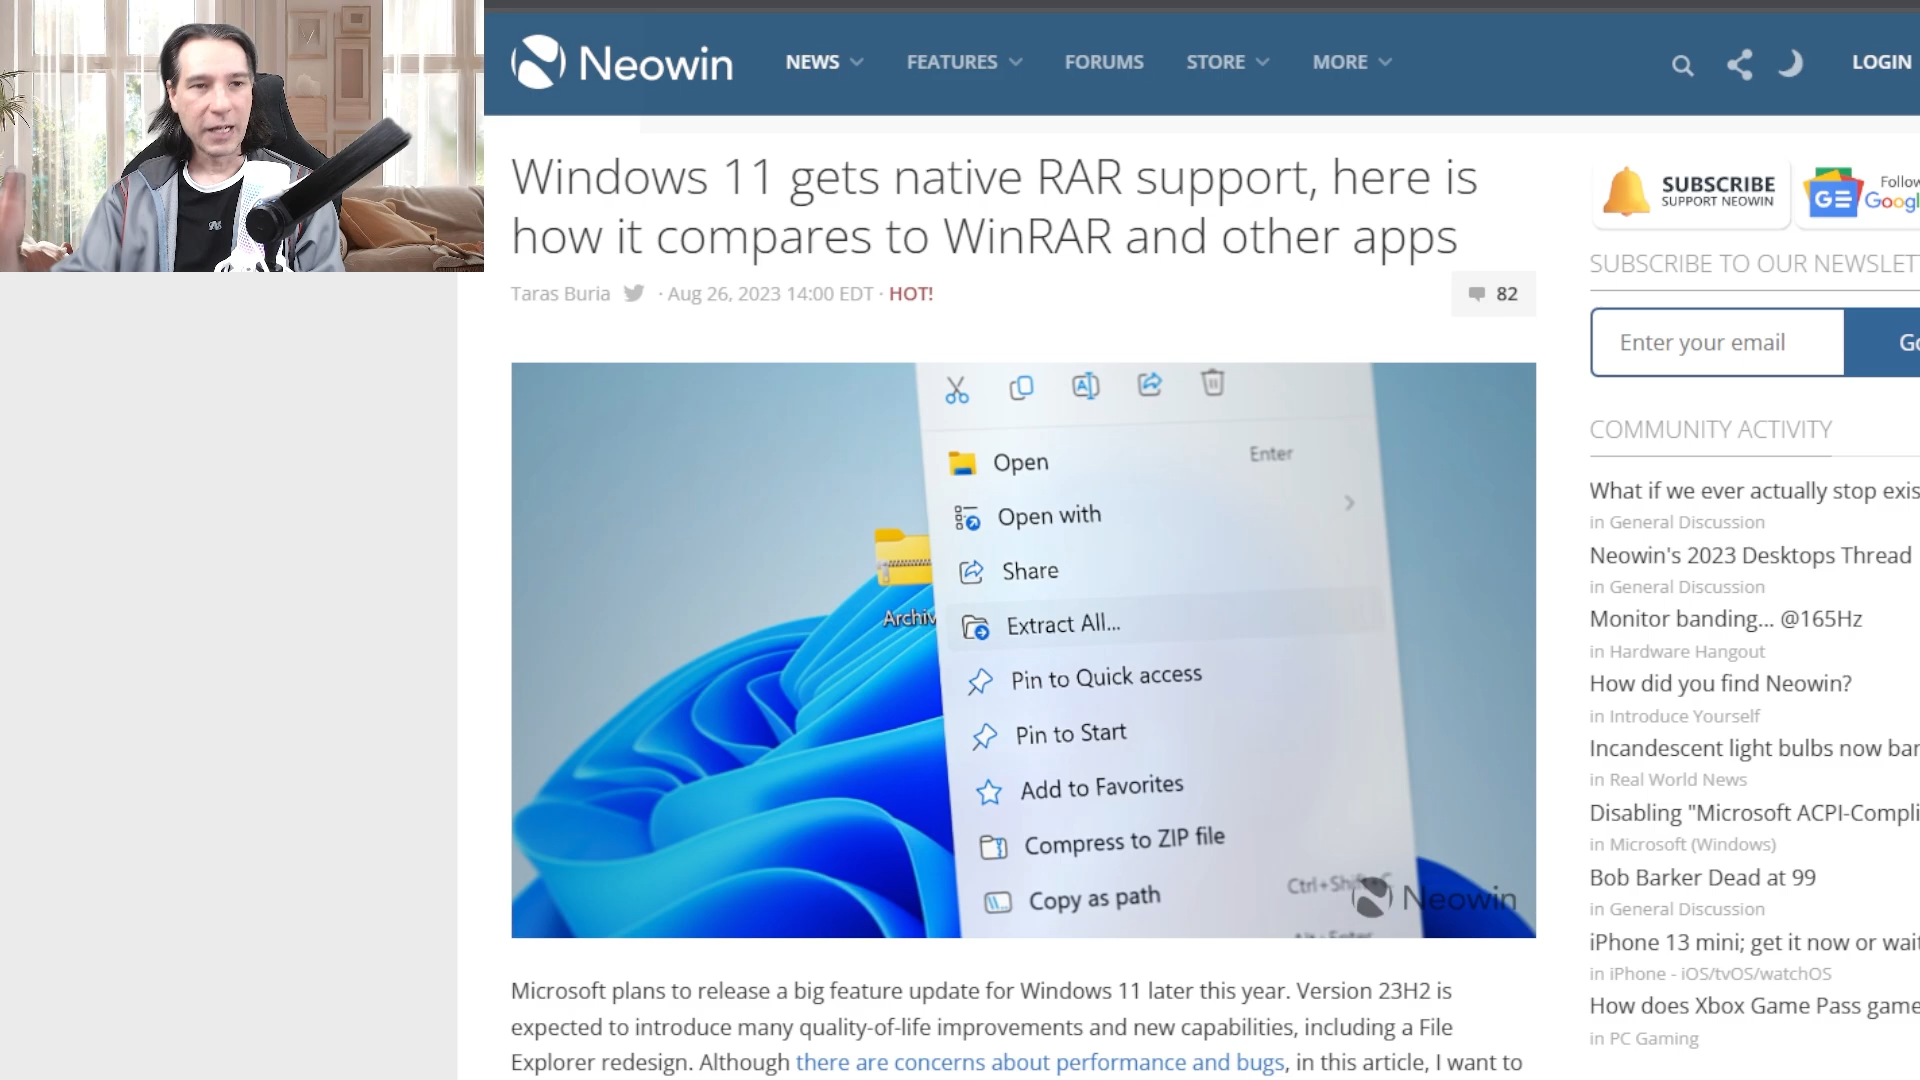 Neowin
NEWS
FEATURES
FORUMS
STORE
MORE
LOGIN
Windows 11 gets native RAR support, here is
how it compares to WinRAR and other apps
Taras Buria · Aug 26, 2023 14:00 EDT · HOT!
82
Open Enter
Open with
Share
Extract All...
Pin to Quick access
Pin to Start
Add to Favorites
Compress to ZIP file
Copy as path
Neowin
Microsoft plans to release a big feature update for Windows 11 later this year. Version 23H2 is
expected to introduce many quality-of-life improvements and new capabilities, including a File
Explorer redesign. Although there are concerns about performance and bugs, in this article, I want to
SUBSCRIBE
SUPPORT NEOWIN
GE
SUBSCRIBE TO OUR
Enter your email
COMMUNITY ACTIVITY
What if we ever actually stop
in General Discussion
Neowin's 2023 Desktops Thread
in General Discussion
Monitor banding... @165Hz
in Hardware Hangout
How did you find Neowin?
in Introduce Yourself
Incandescent light bulbs now
in Real World News
Disabling "Microsoft
in Microsoft (Windows)
Bob Barker Dead at 99
in General Discussion
iPhone 13 mini; get it now or
in iPhone - iOS/tvOS/watchOS
How does Xbox Game Pass
in PC Gaming